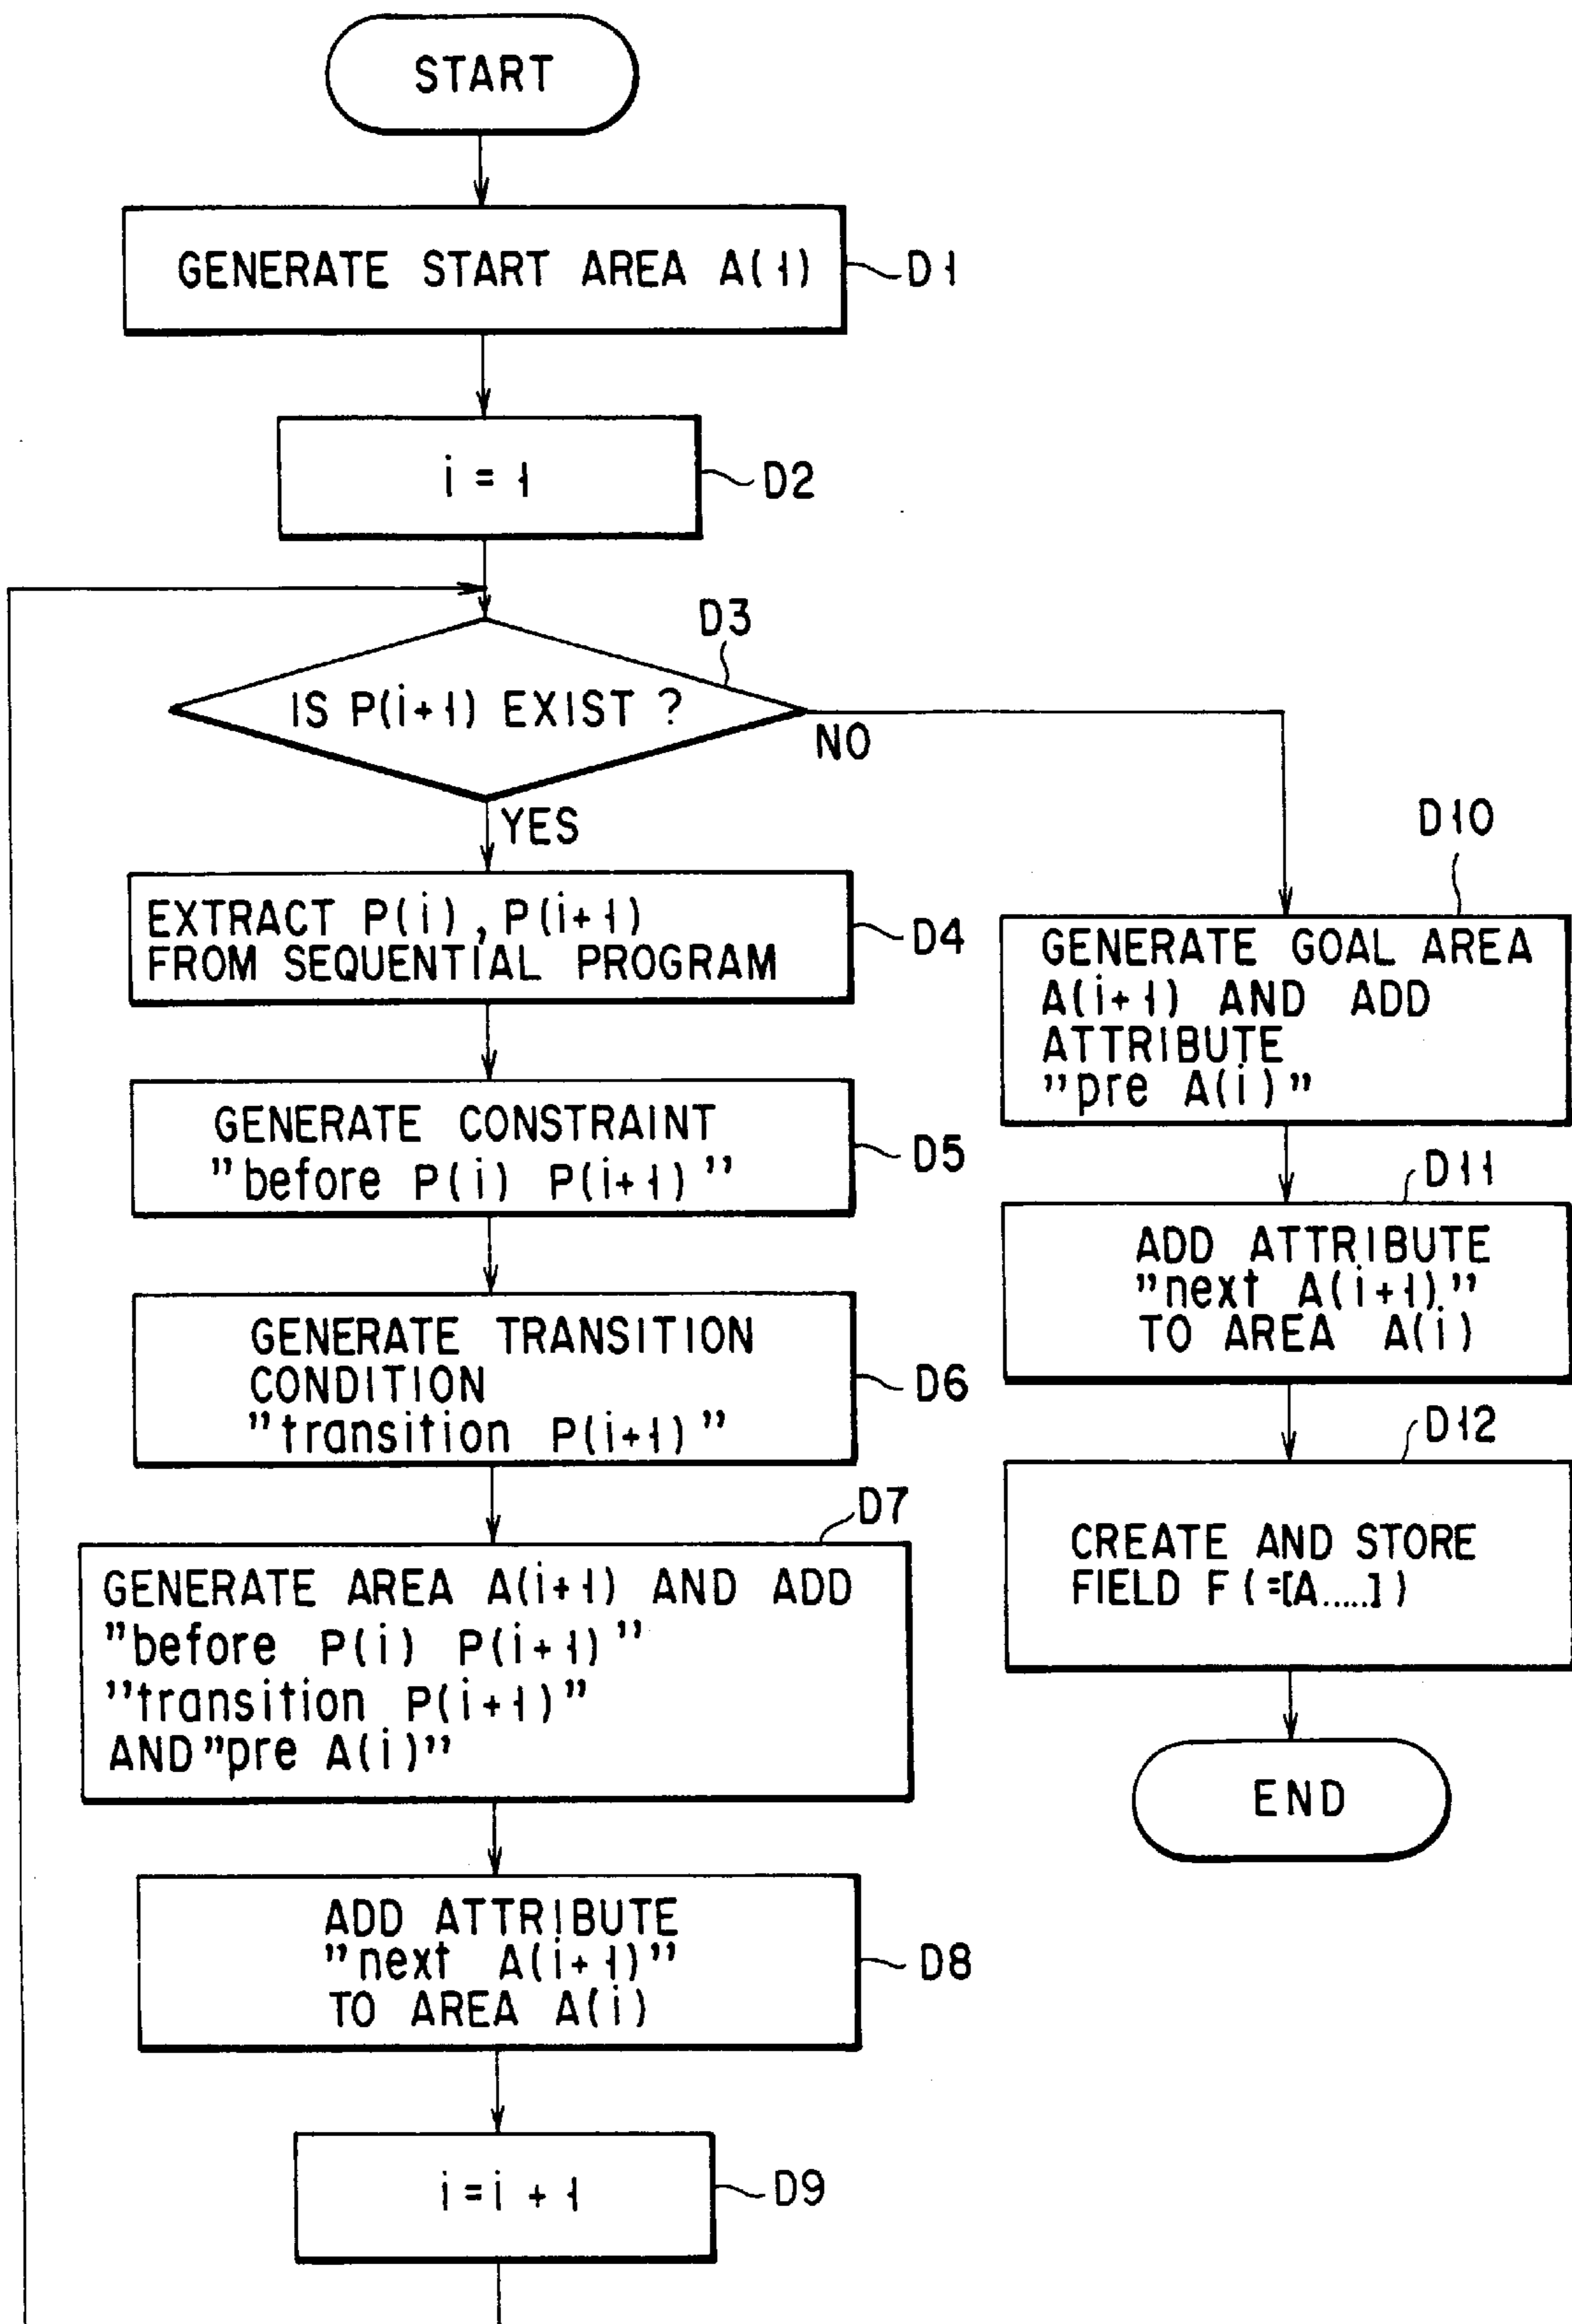 START
GENERATE START AREA A(1)
D1
i = 1
D2
D3
IS P(i+1) EXIST ?
NO
YES
EXTRACT P(i), P(i+1)
FROM SEQUENTIAL PROGRAM
D4
GENERATE CONSTRAINT
"before P(i) P(i+1)"
D5
GENERATE TRANSITION
CONDITION
"transition P(i+1)"
D6
D7
GENERATE AREA A(i+1) AND ADD
"before P(i) P(i+1)"
"transition P(i+1)"
AND "pre A(i)"
ADD ATTRIBUTE
"next A(i+1)"
TO AREA A(i)
D8
i = i + 1
D9
D10
GENERATE GOAL AREA
A(i+1) AND ADD
ATTRIBUTE
"pre A(i)"
D11
ADD ATTRIBUTE
"next A(i+1)."
TO AREA A(i)
D12
CREATE AND STORE
FIELD F (=[A.....])
END